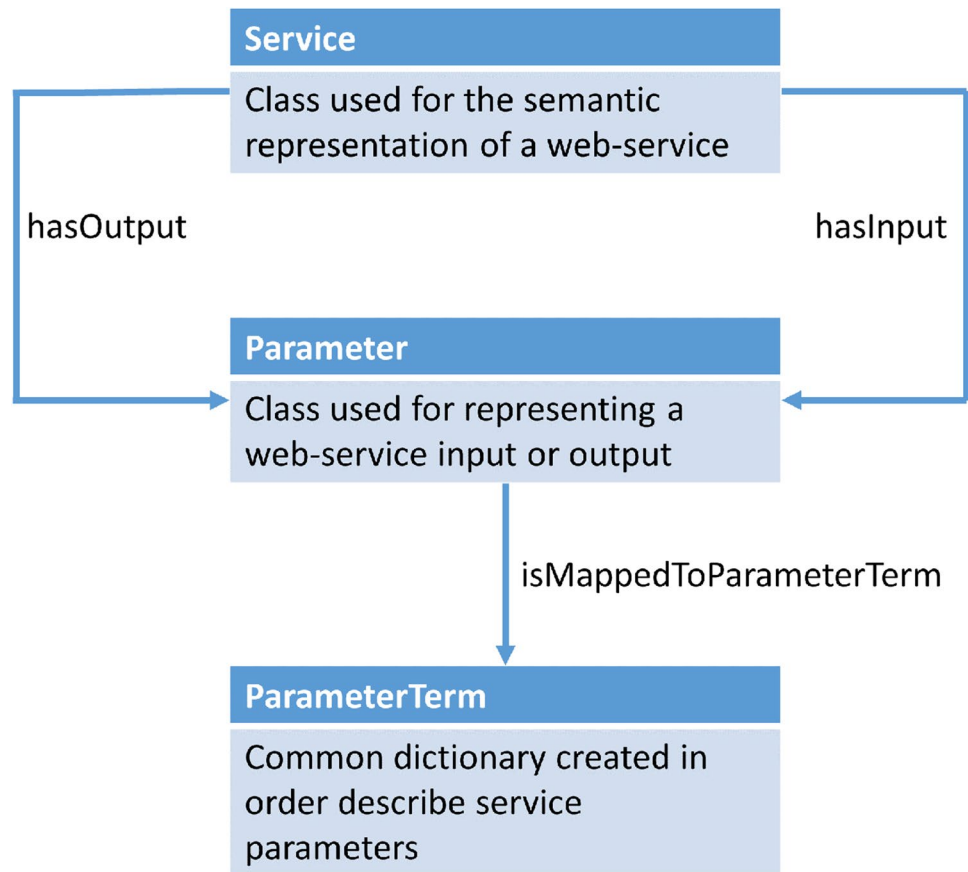 Service
Class used for the semantic
representation of a web-service
hasOutput
hasInput
Parameter
Class used for representing a
web-service input or output
isMappedToParameterTerm
ParameterTerm
Common dictionary created in
order describe service
parameters